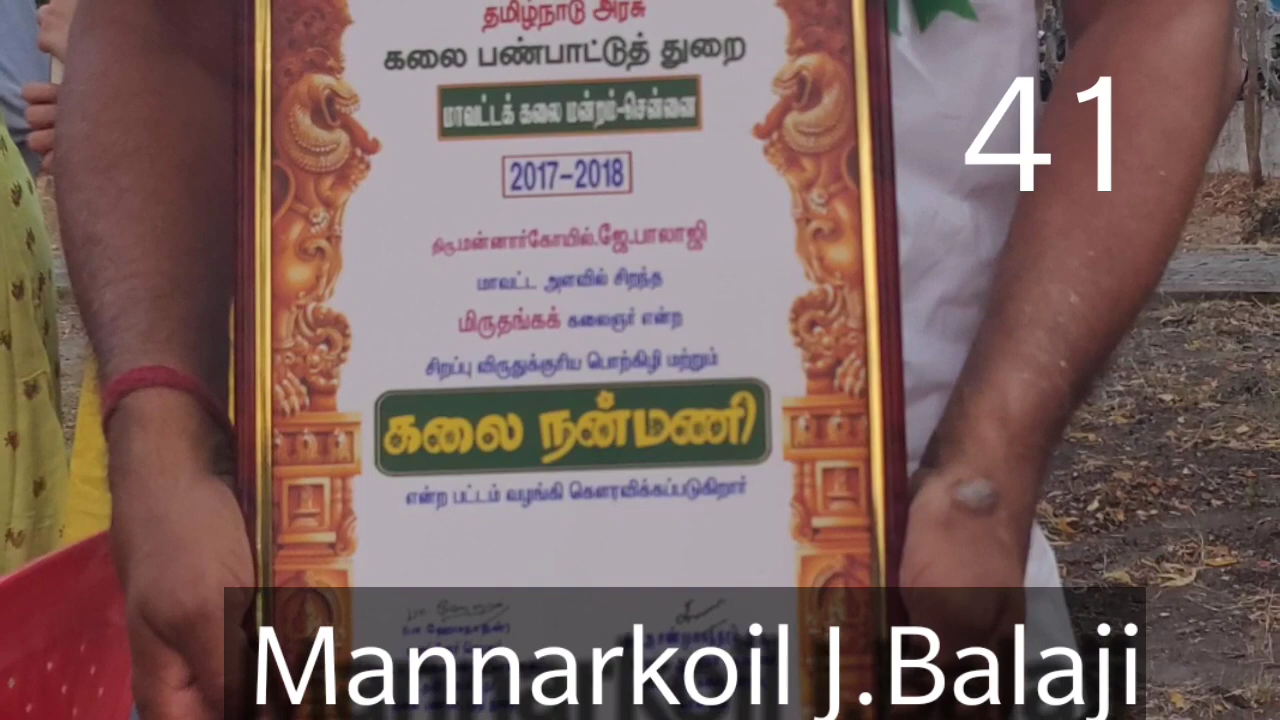 தமிழ்நாடு அரசு
கலை பண்பாட்டுத் துறை
மாவட்டக் கலை மன்றம்-சென்னை
2017-2018
41
திரு.மன்னார்கோயில்.ஜே.பாலாஜி
மாவட்ட அளவில் சிறந்த
மிருதங்கக் கலைஞர் என்ற
சிறப்பு விருதுக்குரிய பொற்கிழி மற்றும்
கலை நன்மணி
என்ற பட்டம் வழங்கி கௌரவிக்கப்படுகிறார்
Mannarkoil J.Balaji